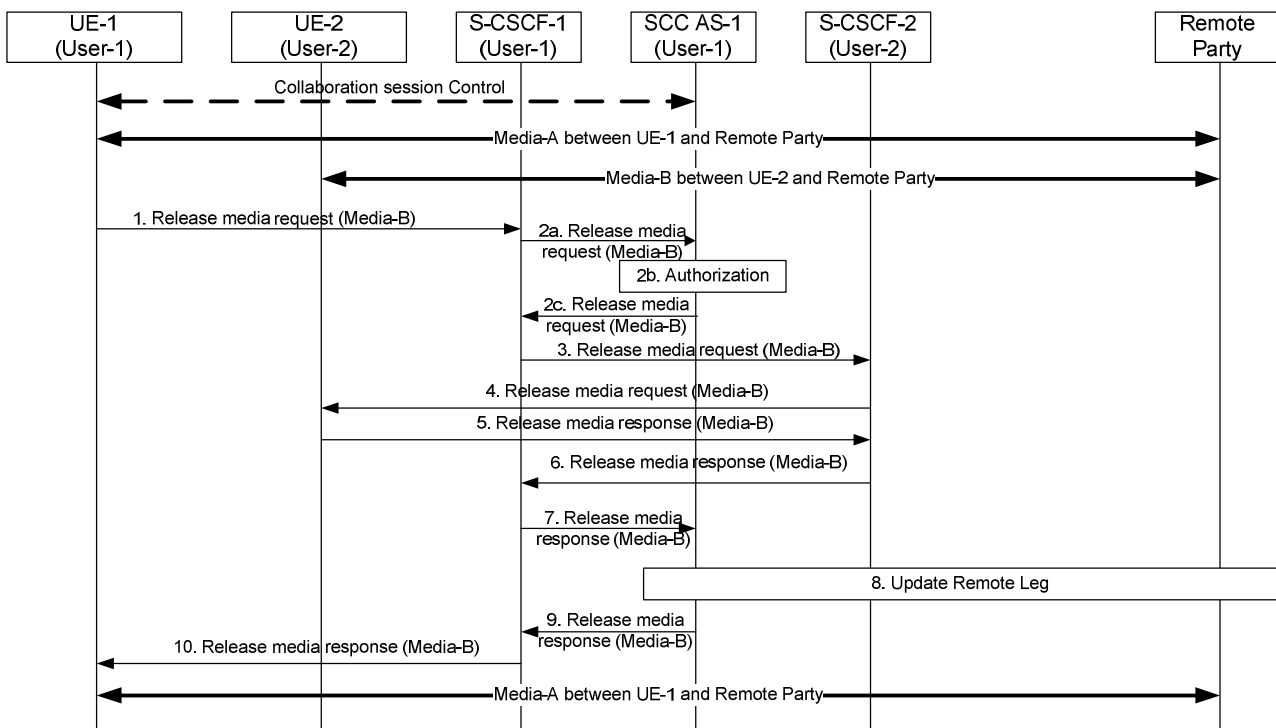 UE-1
(User-1)
UE-2
(User-2)
S-CSCF-1
(User-1)
SCC AS-1
(User-1)
S-CSCF-2
(User-2)
Remote
Party
Collaboration session Control
Media-A between UE-1 and Remote Party
Media-B between UE-2 and Remote Party
1. Release media request (Media-B)
2a. Release media
request (Media-B)
2b. Authorization
2c. Release media
request (Media-B)
3. Release media request (Media-B)
4. Release media request (Media-B)
5. Release media response (Media-B)
6. Release media response (Media-B)
7. Release media
response (Media-B)
8. Update Remote Leg
9. Release media
response (Media-B)
10. Release media response (Media-B)
Media-A between UE-1 and Remote Party